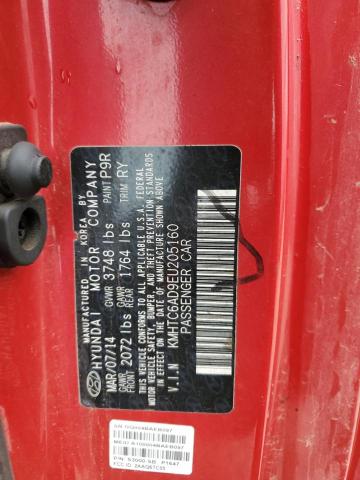 MANUFACTURED IN KOREA BY
HYUNDAI MOTOR COMPANY
MAR/07/14 GVWR 3748 lbs PAINT P9R
GAWR FRONT 2072 lbs GAWR REAR 1764 lbs TRIM RY
THIS VEHICLE CONFORMS TO ALL APPLICABLE U.S.A. FEDERAL
MOTOR VEHICLE SAFETY, BUMPER, AND THEFT PREVENTION STANDARDS
IN EFFECT ON THE DATE OF MANUFACTURE SHOWN ABOVE.
V.I.N KMHTC6AD9EU205160
PASSENGER CAR